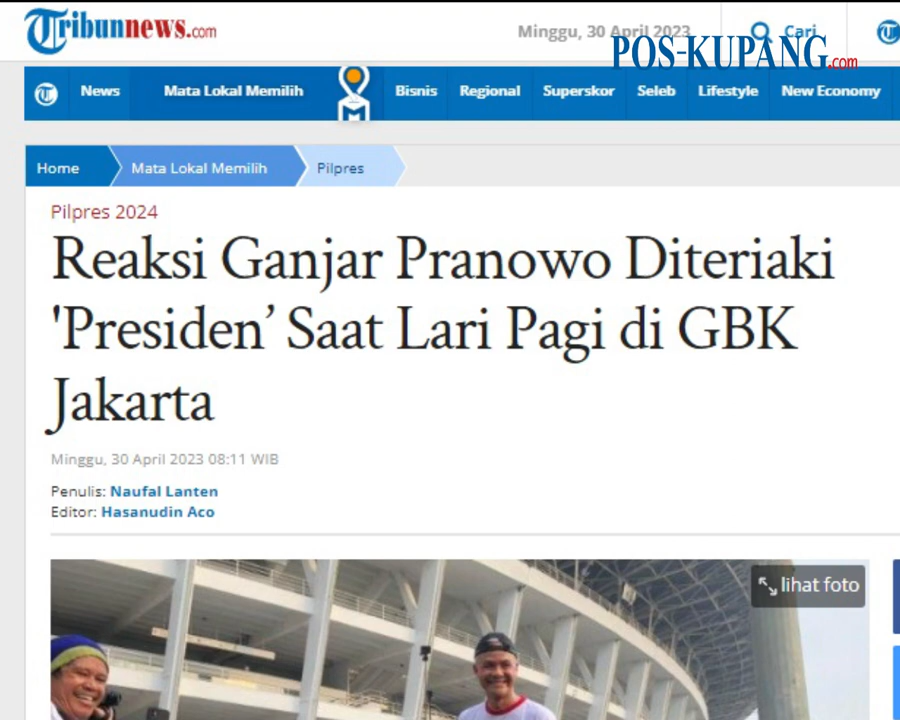 Tribunnews.com
Minggu, 30 April 2023
Cari
POS-KUPANG.com
News Mata Lokal Memilih Bisnis Regional Superskor Seleb Lifestyle New Economy
Home Mata Lokal Memilih Pilpres
Pilpres 2024
Reaksi Ganjar Pranowo Diteriaki
'Presiden’ Saat Lari Pagi di GBK
Jakarta
Minggu, 30 April 2023 08:11 WIB
Penulis: Naufal Lanten
Editor: Hasanudin Aco
lihat foto